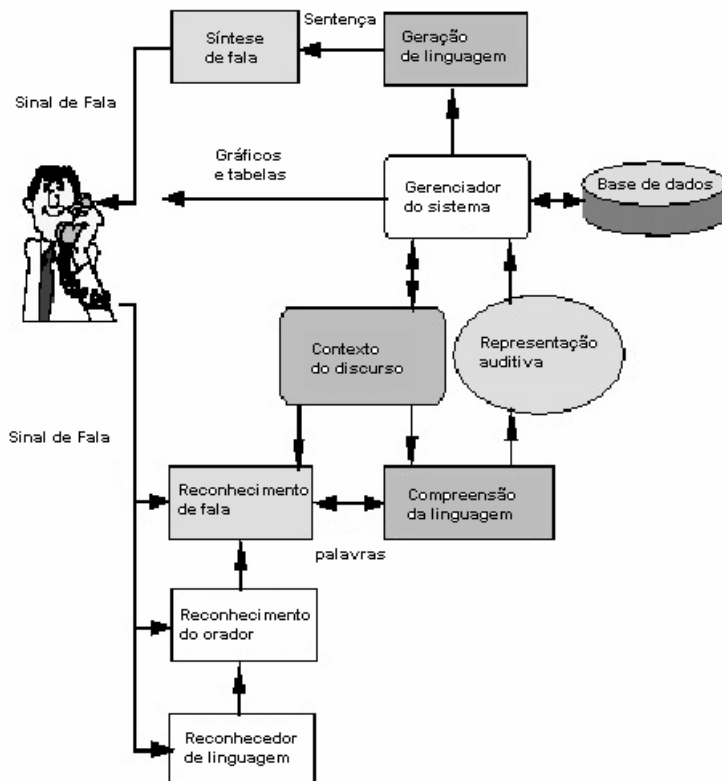 Sentença
Síntese
de fala
Geração
de linguagem
Sinal de Fala
Gráficos
e tabelas
Gerenciador
do sistema
Base de dados
Contexto
do discurso
Representação
auditiva
Sinal de Fala
Reconhecimento
de fala
Compreensão
da linguagem
palavras
Reconhecimento
do orador
Reconhecedor
de linguagem